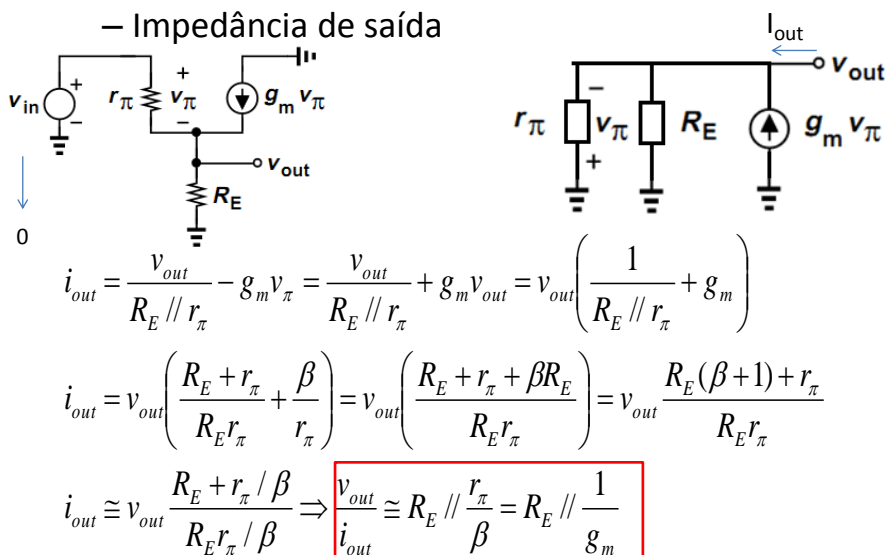 – Impedância de saída
I_out
v_in + − r_π + v_π − g_m v_π
v_out
R_E
0
v_out
r_π − v_π + R_E g_m v_π
i_out = v_out / (R_E // r_π) − g_m v_π = v_out / (R_E // r_π) + g_m v_out = v_out (1 / (R_E // r_π) + g_m)
i_out = v_out ((R_E + r_π) / (R_E r_π) + β / r_π) = v_out ((R_E + r_π + βR_E) / (R_E r_π)) = v_out (R_E(β+1) + r_π) / (R_E r_π)
i_out ≅ v_out (R_E + r_π / β) / (R_E r_π / β) ⇒ v_out / i_out ≅ R_E // r_π / β = R_E // 1 / g_m